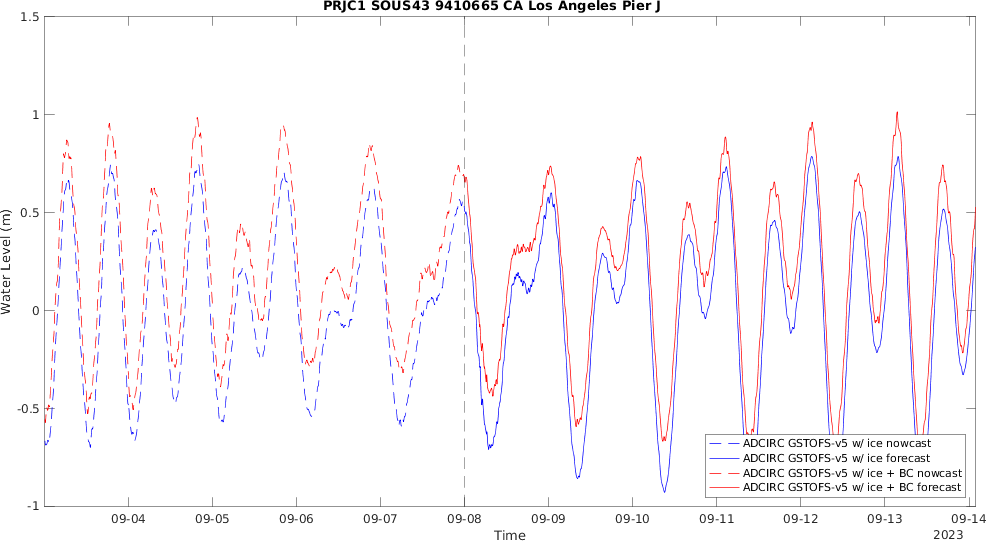 PRJC1 SOUS43 9410665 CA Los Angeles Pier J
1.5
1
0.5
0
-0.5
-1
Water Level (m)
09-04 09-05 09-06 09-07 09-08 09-09 09-10 09-11 09-12 09-13 09-14
Time
2023
ADCIRC GSTOFS-v5 w/ ice nowcast
ADCIRC GSTOFS-v5 w/ ice forecast
ADCIRC GSTOFS-v5 w/ ice + BC nowcast
ADCIRC GSTOFS-v5 w/ ice + BC forecast